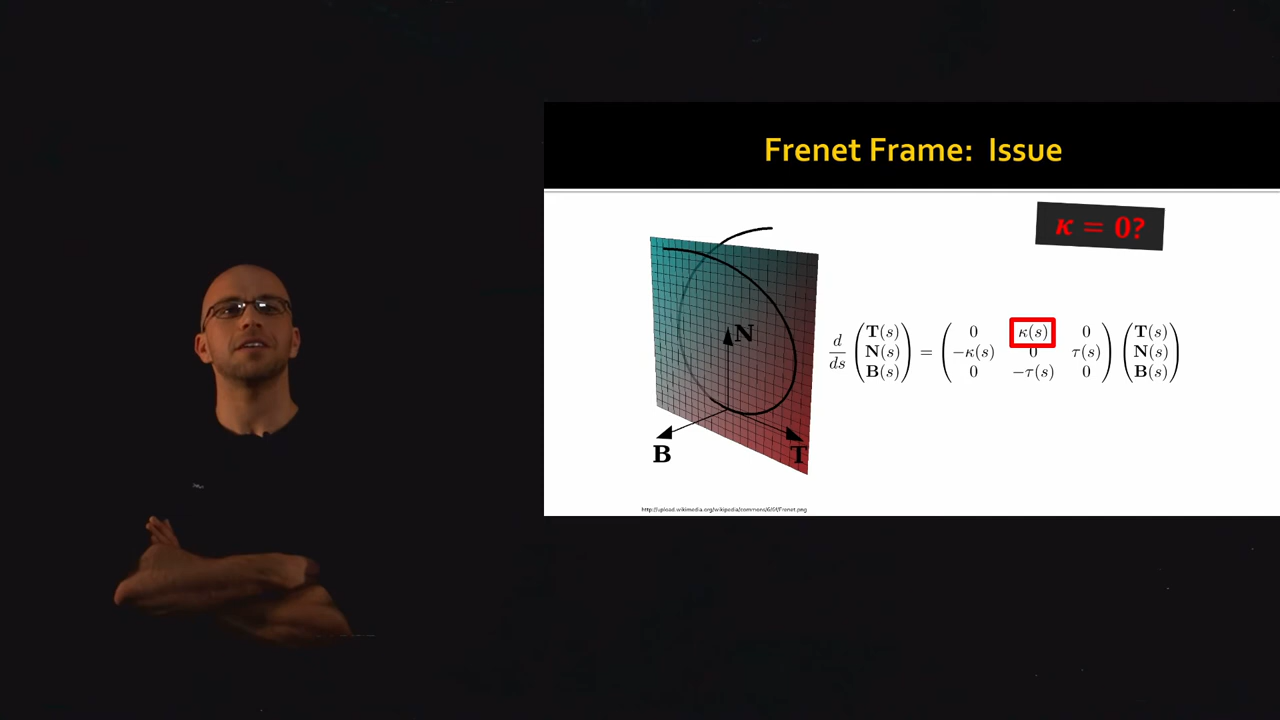 Frenet Frame: Issue
κ = 0?
N
B
T
d/ds (T(s) N(s) B(s)) = (0 κ(s) 0 −κ(s) 0 τ(s) 0 −τ(s) 0) (T(s) N(s) B(s))